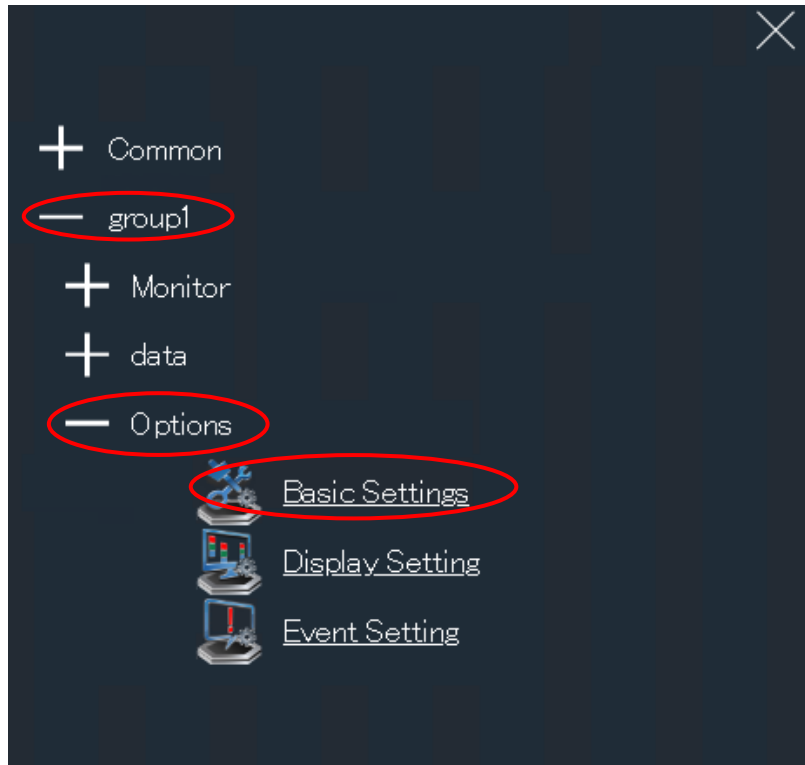 Common
group1
Monitor
data
Options
Basic Settings
Display Setting
Event Setting